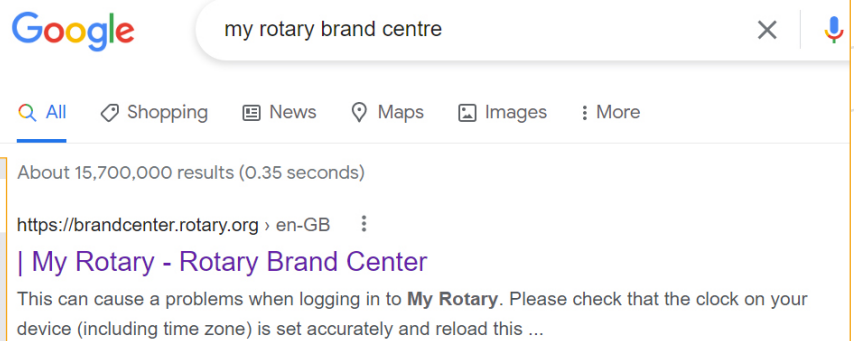 Google my rotary brand centre
All Shopping News Maps Images More
About 15,700,000 results (0.35 seconds)
https://brandcenter.rotary.org › en-GB
| My Rotary - Rotary Brand Center
This can cause a problems when logging in to My Rotary. Please check that the clock on your
device (including time zone) is set accurately and reload this ...